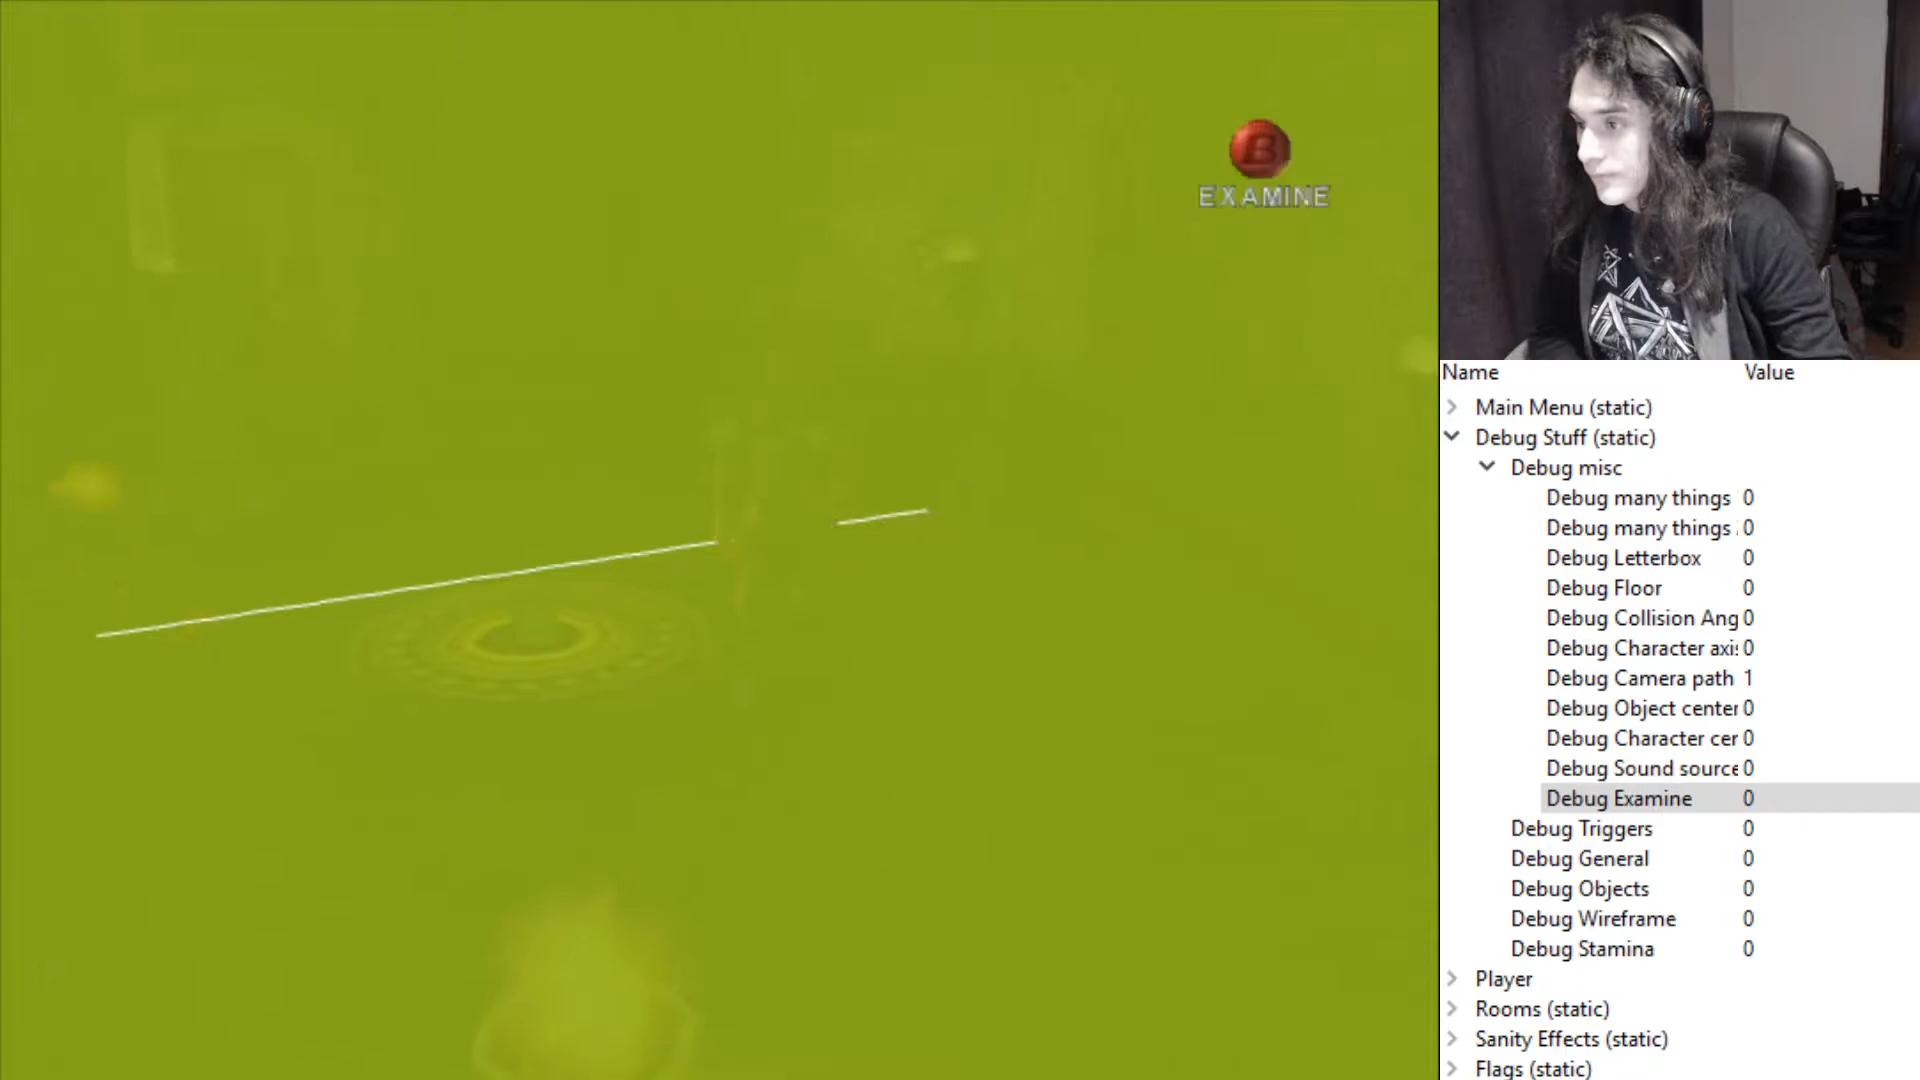 B
EXAMINE
Name Value
Main Menu (static)
Debug Stuff (static)
Debug misc
Debug many things 0
Debug many things 0
Debug Letterbox 0
Debug Floor 0
Debug Collision Ang 0
Debug Character axi 0
Debug Camera path 1
Debug Object center 0
Debug Character cer 0
Debug Sound source 0
Debug Examine 0
Debug Triggers 0
Debug General 0
Debug Objects 0
Debug Wireframe 0
Debug Stamina 0
Player
Rooms (static)
Sanity Effects (static)
Flags (static)